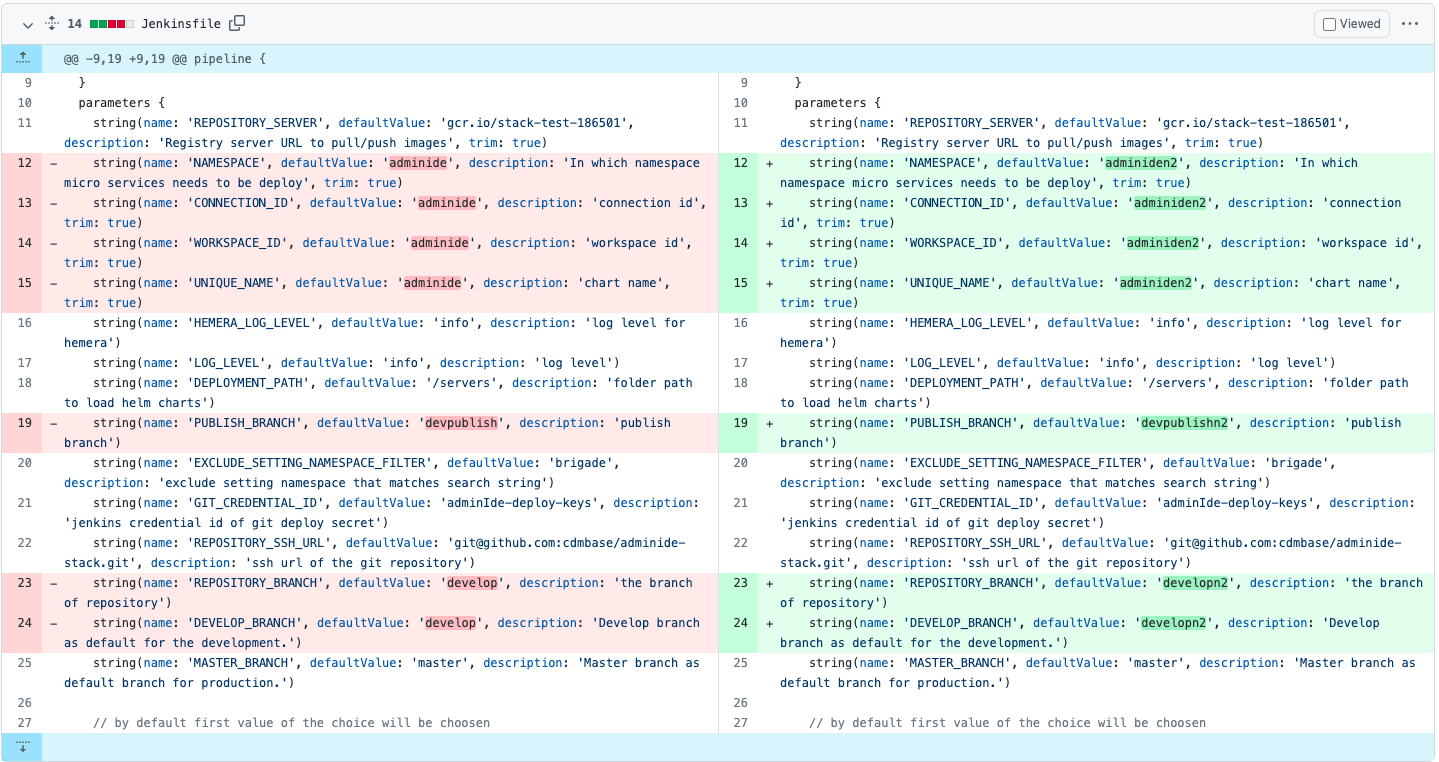 14 Jenkinsfile Viewed ...
@@ -9,19 +9,19 @@ pipeline {
9 }
10 parameters {
11 string(name: 'REPOSITORY_SERVER', defaultValue: 'gcr.io/stack-test-186501',
description: 'Registry server URL to pull/push images', trim: true)
12 - string(name: 'NAMESPACE', defaultValue: 'adminide', description: 'In which namespace
micro services needs to be deploy', trim: true)
13 - string(name: 'CONNECTION_ID', defaultValue: 'adminide', description: 'connection id',
trim: true)
14 - string(name: 'WORKSPACE_ID', defaultValue: 'adminide', description: 'workspace id',
trim: true)
15 - string(name: 'UNIQUE_NAME', defaultValue: 'adminide', description: 'chart name',
trim: true)
16 string(name: 'HEMERA_LOG_LEVEL', defaultValue: 'info', description: 'log level for
hemera')
17 string(name: 'LOG_LEVEL', defaultValue: 'info', description: 'log level')
18 string(name: 'DEPLOYMENT_PATH', defaultValue: '/servers', description: 'folder path
to load helm charts')
19 - string(name: 'PUBLISH_BRANCH', defaultValue: 'devpublish', description: 'publish
branch')
20 string(name: 'EXCLUDE_SETTING_NAMESPACE_FILTER', defaultValue: 'brigade',
description: 'exclude setting namespace that matches search string')
21 string(name: 'GIT_CREDENTIAL_ID', defaultValue: 'adminIde-deploy-keys', description:
'jenkins credential id of git deploy secret')
22 string(name: 'REPOSITORY_SSH_URL', defaultValue: 'git@github.com:cdmbase/adminide-
stack.git', description: 'ssh url of the git repository')
23 - string(name: 'REPOSITORY_BRANCH', defaultValue: 'develop', description: 'the branch
of repository')
24 - string(name: 'DEVELOP_BRANCH', defaultValue: 'develop', description: 'Develop branch
as default for the development.')
25 string(name: 'MASTER_BRANCH', defaultValue: 'master', description: 'Master branch as
default branch for production.')
26
27 // by default first value of the choice will be choosen
9 }
10 parameters {
11 string(name: 'REPOSITORY_SERVER', defaultValue: 'gcr.io/stack-test-186501',
description: 'Registry server URL to pull/push images', trim: true)
12 + string(name: 'NAMESPACE', defaultValue: 'adminiden2', description: 'In which
namespace micro services needs to be deploy', trim: true)
13 + string(name: 'CONNECTION_ID', defaultValue: 'adminiden2', description: 'connection
id', trim: true)
14 + string(name: 'WORKSPACE_ID', defaultValue: 'adminiden2', description: 'workspace id',
trim: true)
15 + string(name: 'UNIQUE_NAME', defaultValue: 'adminiden2', description: 'chart name',
trim: true)
16 string(name: 'HEMERA_LOG_LEVEL', defaultValue: 'info', description: 'log level for
hemera')
17 string(name: 'LOG_LEVEL', defaultValue: 'info', description: 'log level')
18 string(name: 'DEPLOYMENT_PATH', defaultValue: '/servers', description: 'folder path
to load helm charts')
19 + string(name: 'PUBLISH_BRANCH', defaultValue: 'devpublishn2', description: 'publish
branch')
20 string(name: 'EXCLUDE_SETTING_NAMESPACE_FILTER', defaultValue: 'brigade',
description: 'exclude setting namespace that matches search string')
21 string(name: 'GIT_CREDENTIAL_ID', defaultValue: 'adminIde-deploy-keys', description:
'jenkins credential id of git deploy secret')
22 string(name: 'REPOSITORY_SSH_URL', defaultValue: 'git@github.com:cdmbase/adminide-
stack.git', description: 'ssh url of the git repository')
23 + string(name: 'REPOSITORY_BRANCH', defaultValue: 'developn2', description: 'the branch
of repository')
24 + string(name: 'DEVELOP_BRANCH', defaultValue: 'developn2', description: 'Develop
branch as default for the development.')
25 string(name: 'MASTER_BRANCH', defaultValue: 'master', description: 'Master branch as
default branch for production.')
26
27 // by default first value of the choice will be choosen